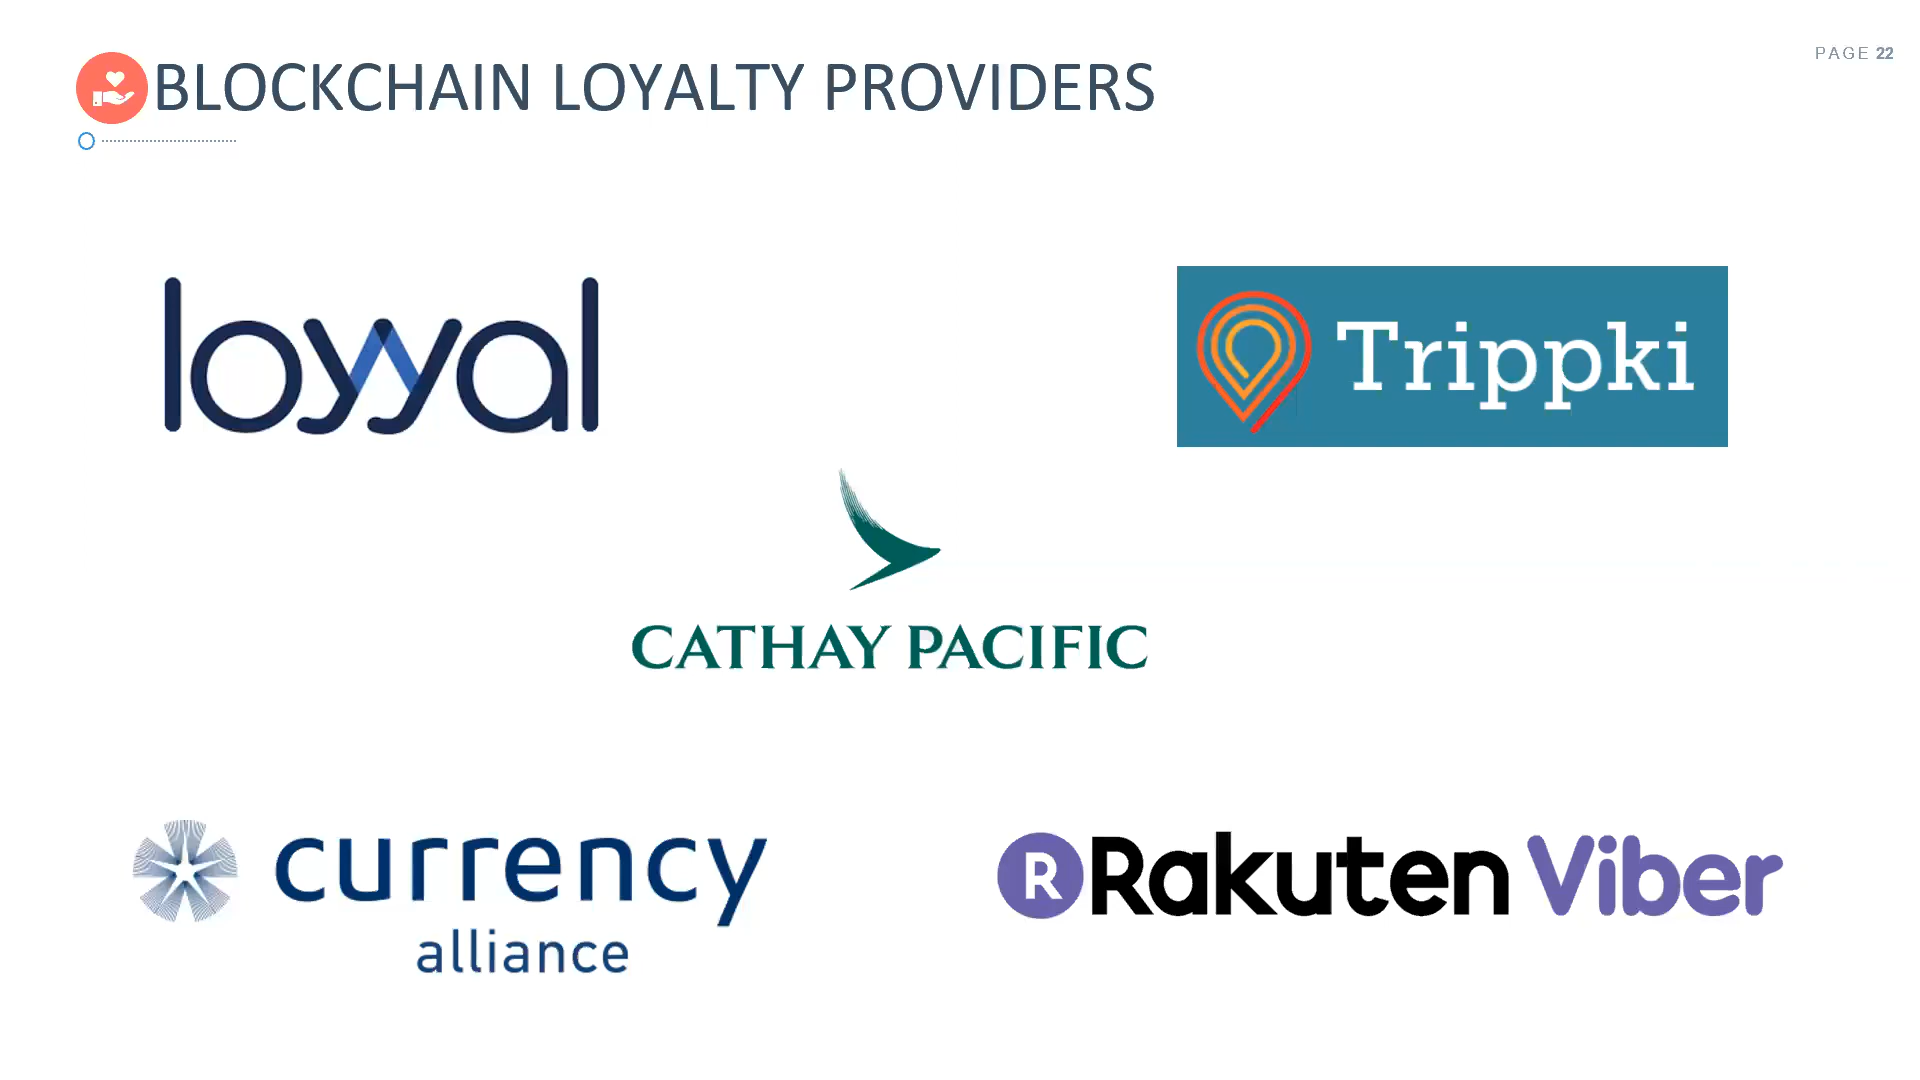 BLOCKCHAIN LOYALTY PROVIDERS
PAGE 22
loyyal
Trippki
CATHAY PACIFIC
currency
alliance
R Rakuten Viber